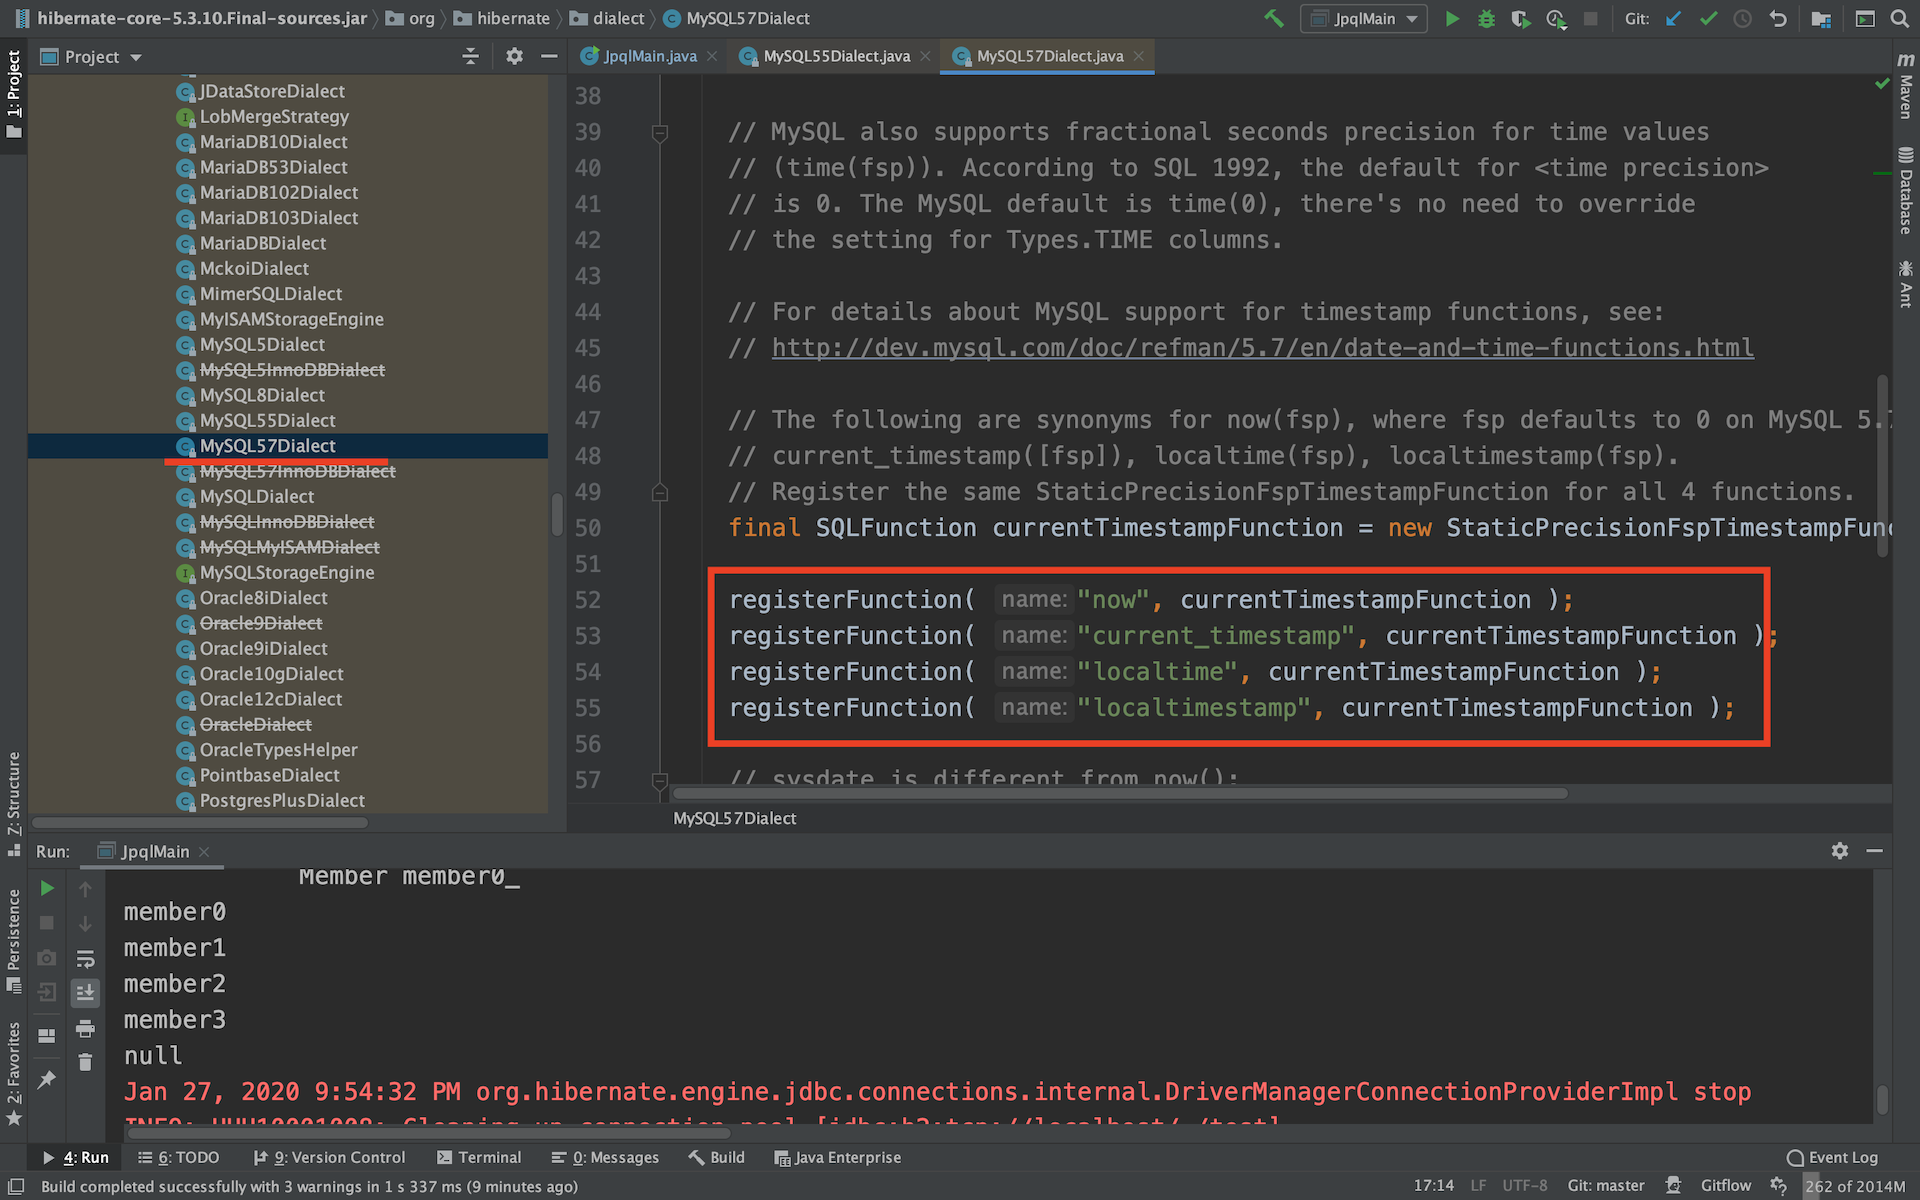 hibernate-core-5.3.10.Final-sources.jar
org
hibernate
dialect
MySQL57Dialect
JpqlMain
Git:
Project
JpqlMain.java
MySQL55Dialect.java
MySQL57Dialect.java
1: Project
Z: Structure
Persistence
2: Favorites
JDataStoreDialect
LobMergeStrategy
MariaDB10Dialect
MariaDB53Dialect
MariaDB102Dialect
MariaDB103Dialect
MariaDBDialect
MckoiDialect
MimerSQLDialect
MyISAMStorageEngine
MySQL5Dialect
MySQL5InnoDBDialect
MySQL8Dialect
MySQL55Dialect
MySQL57Dialect
MySQL57InnoDBDialect
MySQLDialect
MySQLInnoDBDialect
MySQLMyISAMDialect
MySQLStorageEngine
Oracle8iDialect
Oracle9Dialect
Oracle9iDialect
Oracle10gDialect
Oracle12cDialect
OracleDialect
OracleTypesHelper
PointbaseDialect
PostgresPlusDialect
38
39 // MySQL also supports fractional seconds precision for time values
40 // (time(fsp)). According to SQL 1992, the default for <time precision>
41 // is 0. The MySQL default is time(0), there's no need to override
42 // the setting for Types.TIME columns.
43
44 // For details about MySQL support for timestamp functions, see:
45 // http://dev.mysql.com/doc/refman/5.7/en/date-and-time-functions.html
46
47 // The following are synonyms for now(fsp), where fsp defaults to 0 on MySQL 5.7
48 // current_timestamp([fsp]), localtime(fsp), localtimestamp(fsp).
49 // Register the same StaticPrecisionFspTimestampFunction for all 4 functions.
50 final SQLFunction currentTimestampFunction = new StaticPrecisionFspTimestampFunc
51
52 registerFunction( name: "now", currentTimestampFunction );
53 registerFunction( name: "current_timestamp", currentTimestampFunction );
54 registerFunction( name: "localtime", currentTimestampFunction );
55 registerFunction( name: "localtimestamp", currentTimestampFunction );
56
57 // sysdate is different from now():
MySQL57Dialect
m Maven
Database
Ant
Run: JpqlMain
Member member0_
member0
member1
member2
member3
null
Jan 27, 2020 9:54:32 PM org.hibernate.engine.jdbc.connections.internal.DriverManagerConnectionProviderImpl stop
INFO: HHH10001008: Cleaning up connection pool [jdbc:h2:tcp://localhost/~/test]
4: Run
6: TODO
9: Version Control
Terminal
0: Messages
Build
Java Enterprise
Event Log
Build completed successfully with 3 warnings in 1 s 337 ms (9 minutes ago)
17:14
LF
UTF-8
Git: master
Gitflow
262 of 2014M